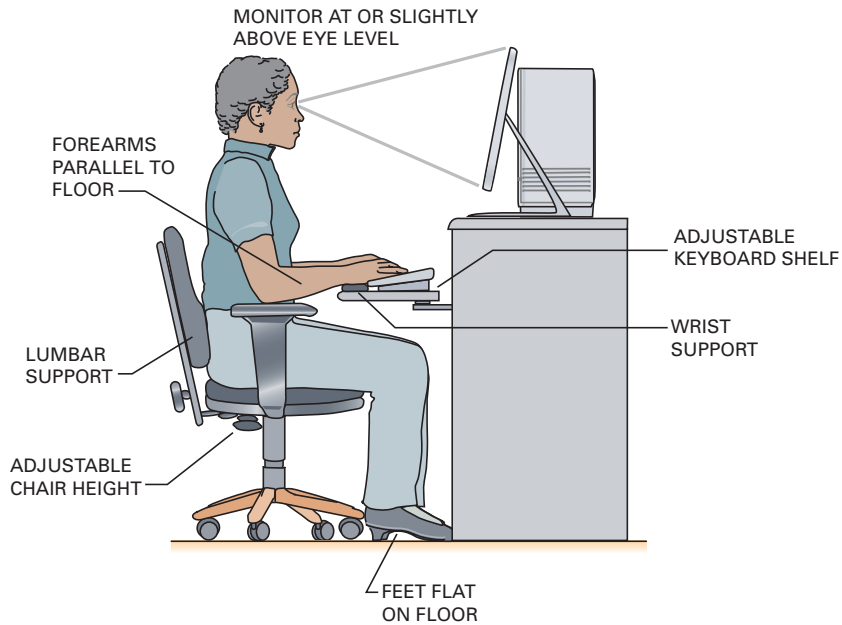 MONITOR AT OR SLIGHTLY
ABOVE EYE LEVEL
FOREARMS
PARALLEL TO
FLOOR
ADJUSTABLE
KEYBOARD SHELF
WRIST
SUPPORT
LUMBAR
SUPPORT
ADJUSTABLE
CHAIR HEIGHT
FEET FLAT
ON FLOOR